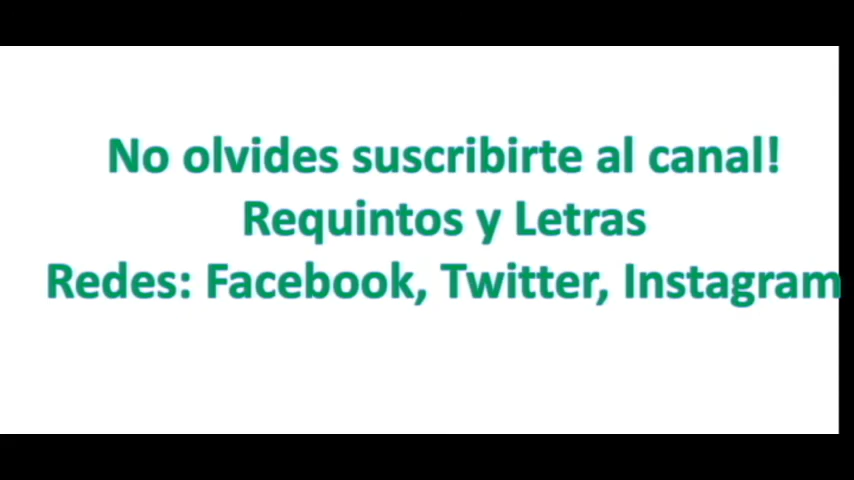 No olvides suscribirte al canal!
Requintos y Letras
Redes: Facebook, Twitter, Instagram